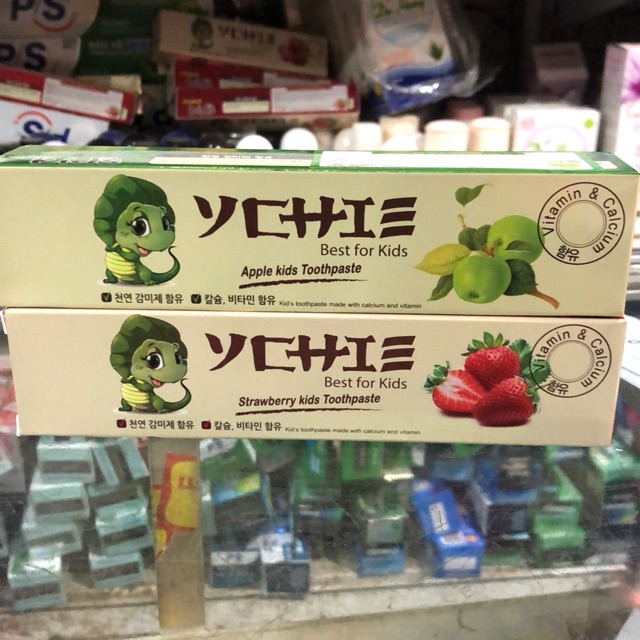 PS
YCHIE
YCHIE
Best for Kids
Apple kids Toothpaste
천연 감미제 함유 칼슘, 비타민 함유 Kid's toothpaste made with calcium and vitamin
Vitamin & Calcium
함유
YCHIE
Best for Kids
Strawberry kids Toothpaste
천연 감미제 함유 칼슘, 비타민 함유 Kid's toothpaste made with calcium and vitamin
Vitamin & Calcium
함유